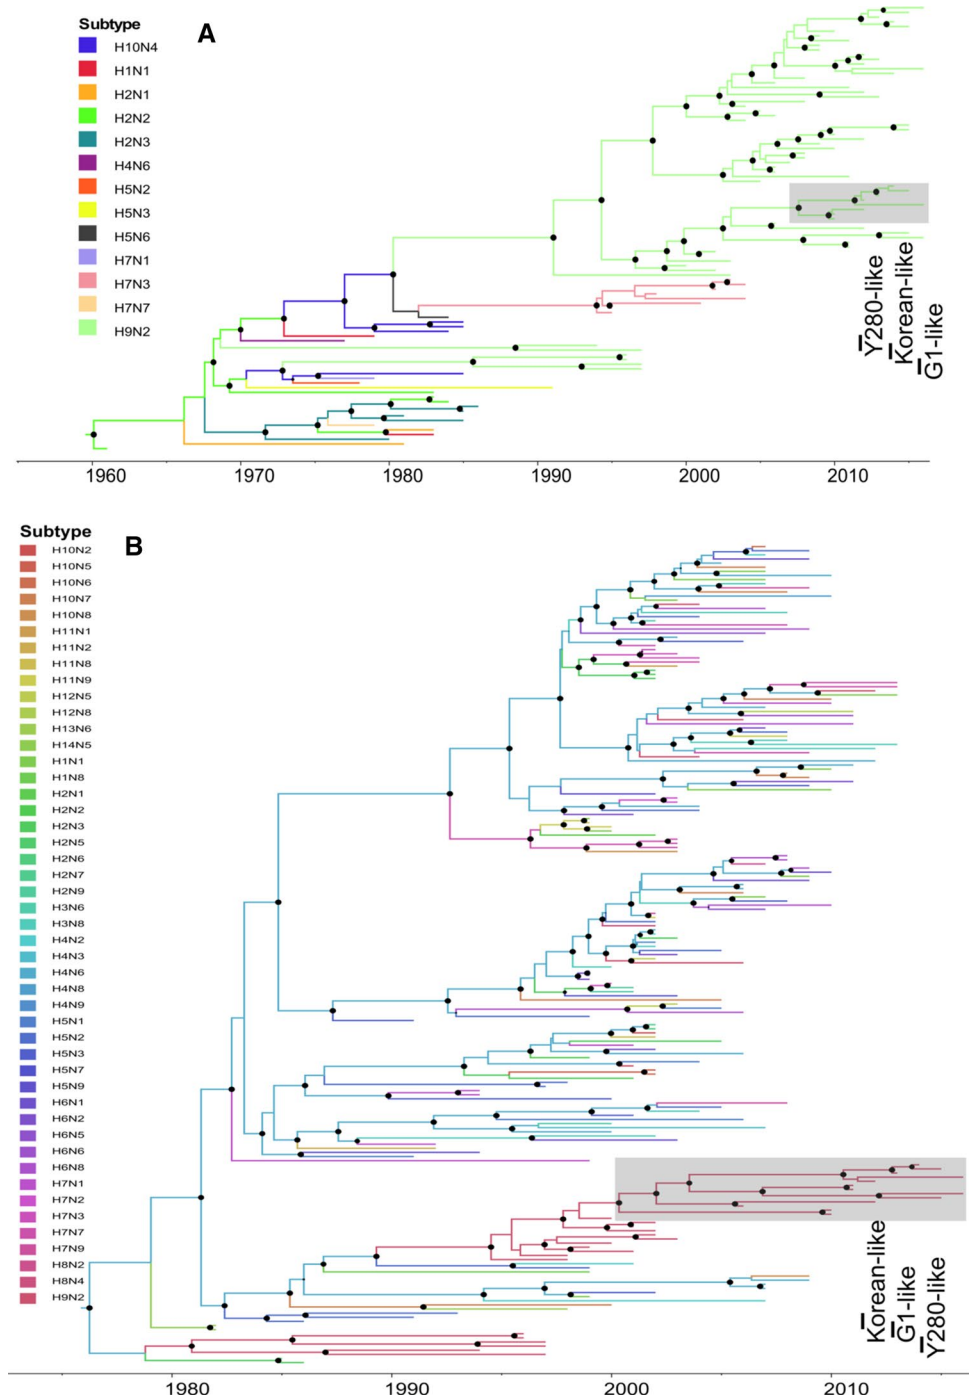 Subtype
A
H10N4
H1N1
H2N1
H2N2
H2N3
H4N6
H5N2
H5N3
H5N6
H7N1
H7N3
H7N7
H9N2
Y280-like
Korean-like
G1-like
1960 1970 1980 1990 2000 2010
Subtype
B
H10N2
H10N5
H10N6
H10N7
H10N8
H11N1
H11N2
H11N8
H11N9
H12N5
H12N8
H13N6
H14N5
H1N1
H1N8
H2N1
H2N2
H2N3
H2N5
H2N6
H2N7
H2N9
H3N6
H3N8
H4N2
H4N3
H4N6
H4N8
H4N9
H5N1
H5N2
H5N3
H5N7
H5N9
H6N1
H6N2
H6N5
H6N6
H6N8
H7N1
H7N2
H7N3
H7N7
H7N9
H8N2
H8N4
H9N2
Korean-like
G1-like
Y280-like
1980 1990 2000 2010